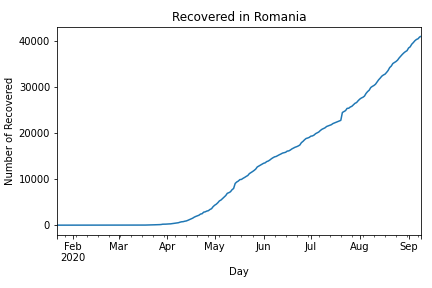 Recovered in Romania
Number of Recovered
40000
30000
20000
10000
0
Feb Mar Apr May Jun Jul Aug Sep
2020
Day